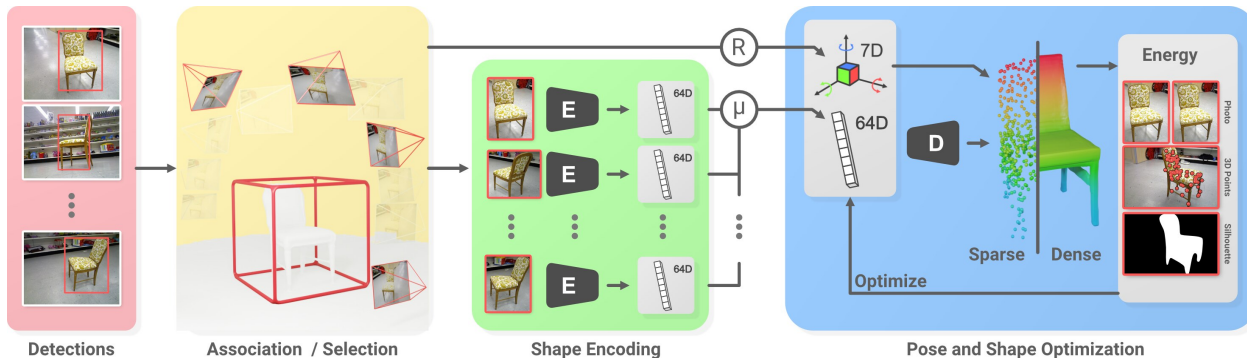 R
7D
64D
D
Sparse
Dense
Energy
Photo
3D Points
Silhouette
Optimize
E
64D
μ
E
64D
E
64D
Detections
Association / Selection
Shape Encoding
Pose and Shape Optimization